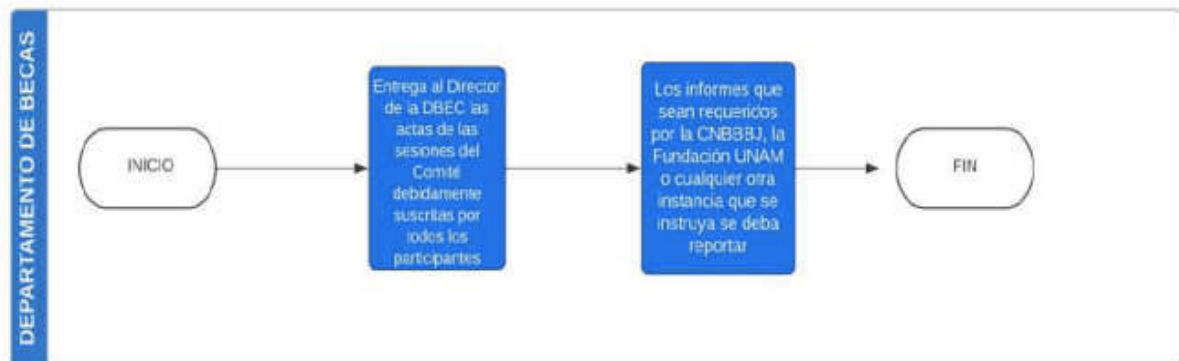 DEPARTAMENTO DE BECAS
INICIO
Entrega al Director
de la DBEC las
actas de las
sesiones del
Comité
debidamente
suscritas por
todos los
participantes
Los informes que
sean requeridos
por la CNBBBJ, la
Fundación UNAM
o cualquier otra
instancia que se
instruya se deba
reportar
FIN